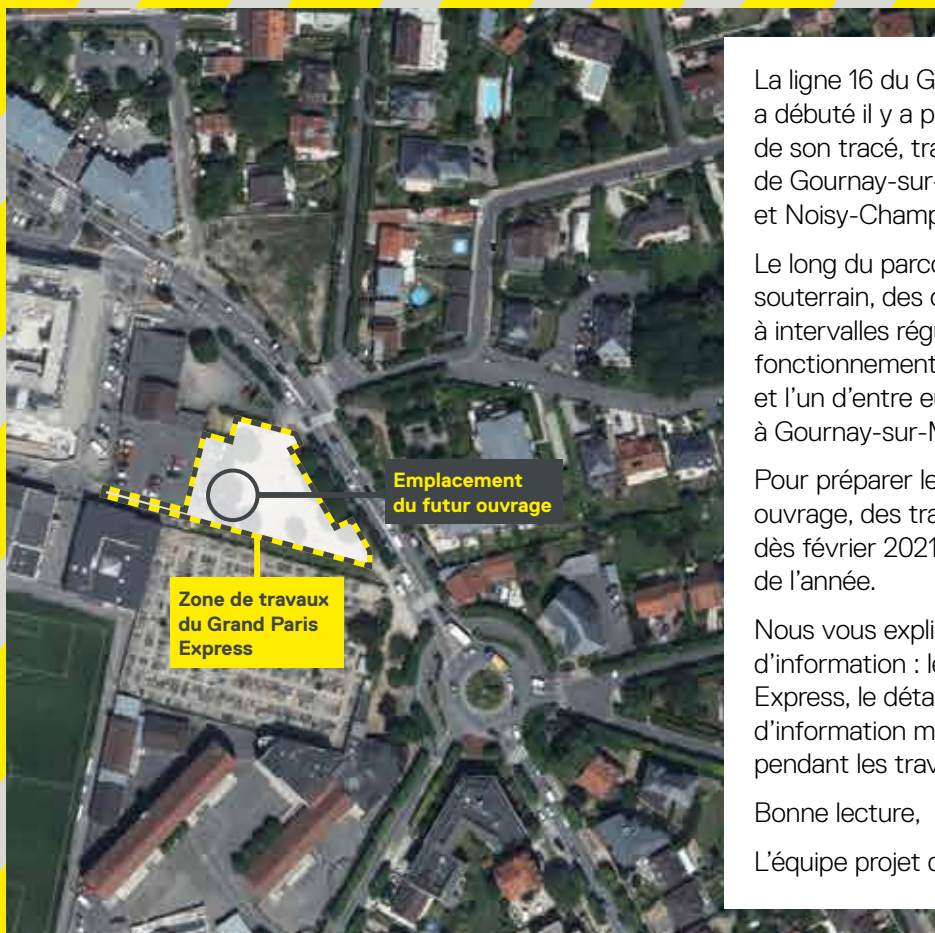 Emplacement
du futur ouvrage
Zone de travaux
du Grand Paris
Express
La ligne 16 du G
a débuté il y a p
de son tracé, tra
de Gournay-sur-
et Noisy-Champ
Le long du parco
souterrain, des o
à intervalles régu
fonctionnement
et l'un d'entre eu
à Gournay-sur-M
Pour préparer le
ouvrage, des tra
dès février 2021
de l'année.
Nous vous expli
d'information : le
Express, le déta
d'information m
pendant les trav
Bonne lecture,
L'équipe projet d